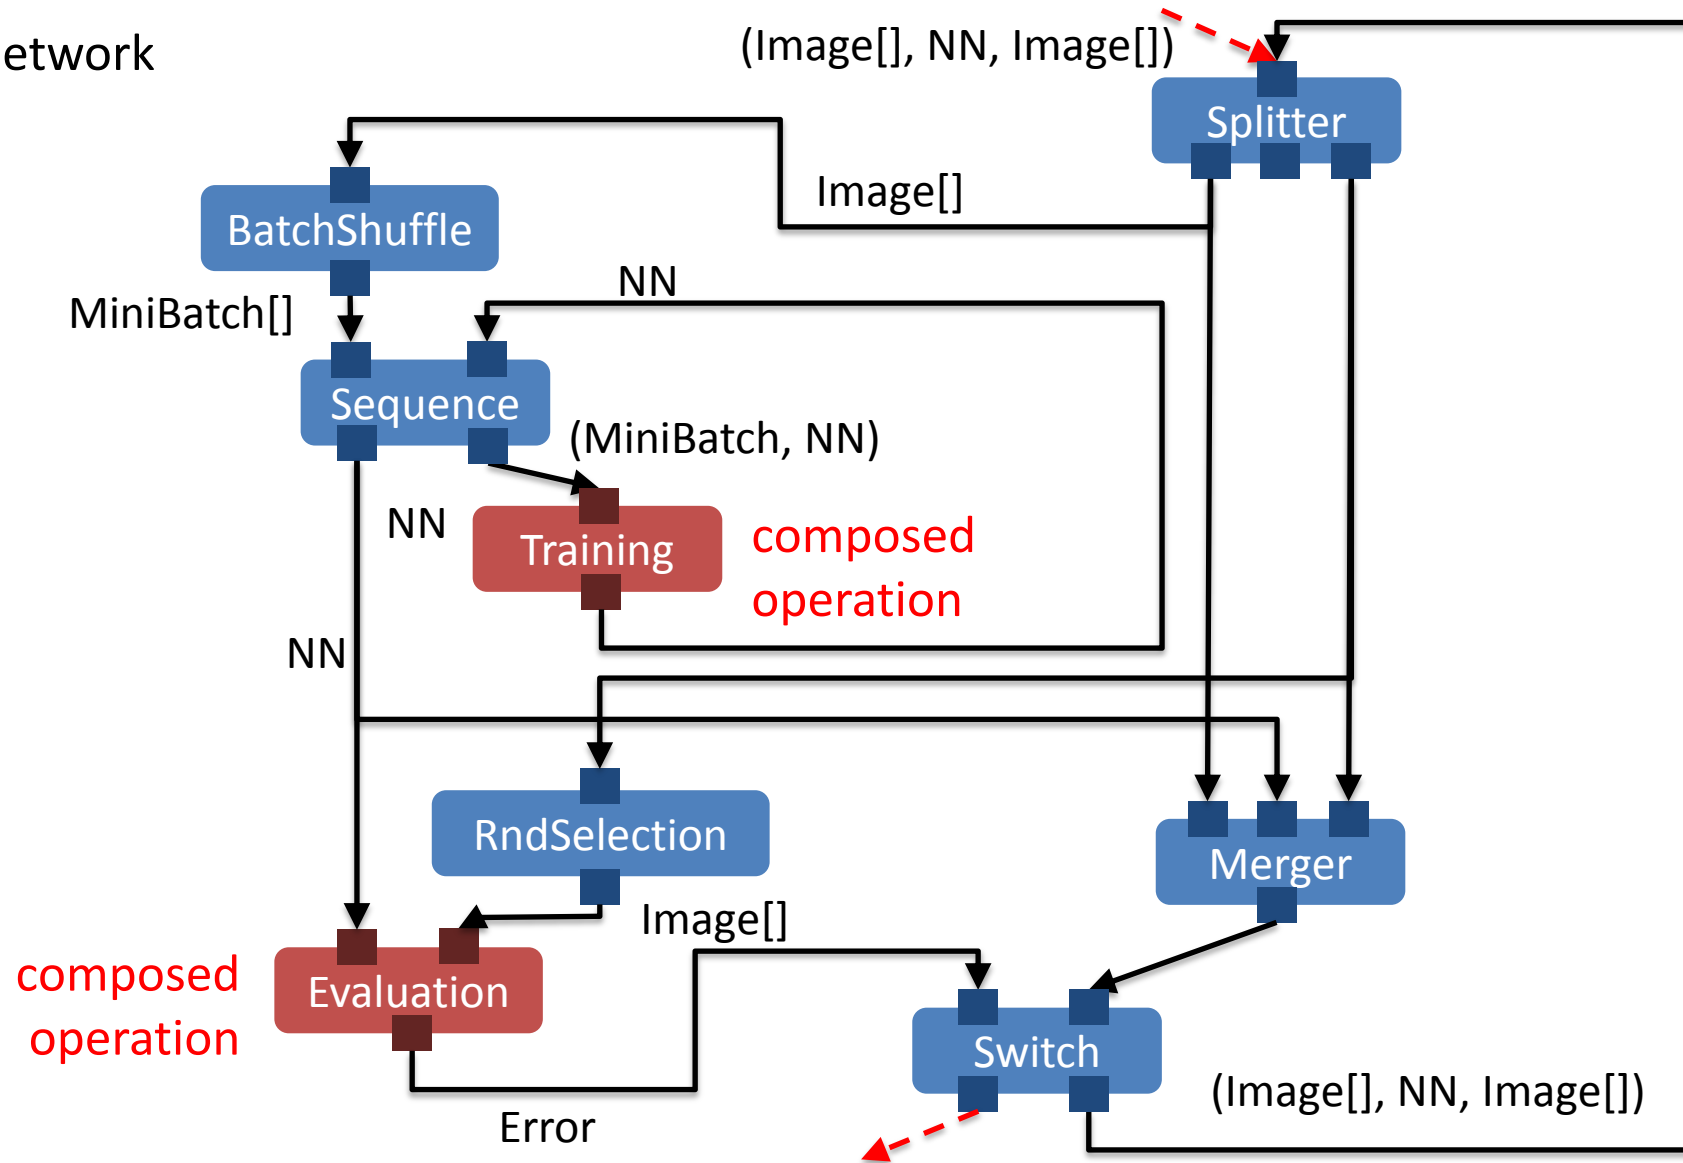 etwork
(Image[], NN, Image[])
Splitter
Image[]
BatchShuffle
MiniBatch[]
NN
Sequence
(MiniBatch, NN)
NN
Training
composed
operation
NN
RndSelection
Merger
Image[]
composed
operation
Evaluation
Switch
(Image[], NN, Image[])
Error